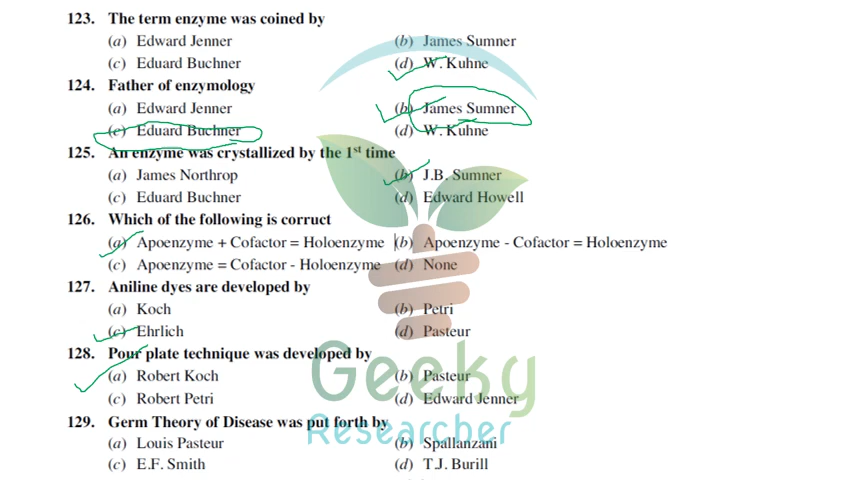 123. The term enzyme was coined by
(a) Edward Jenner (b) James Sumner
(c) Eduard Buchner (d) W. Kuhne
124. Father of enzymology
(a) Edward Jenner (b) James Sumner
(c) Eduard Buchner (d) W. Kuhne
125. An enzyme was crystallized by the 1st time
(a) James Northrop (b) J.B. Sumner
(c) Eduard Buchner (d) Edward Howell
126. Which of the following is corruct
(a) Apoenzyme + Cofactor = Holoenzyme (b) Apoenzyme - Cofactor = Holoenzyme
(c) Apoenzyme = Cofactor - Holoenzyme (d) None
127. Aniline dyes are developed by
(a) Koch (b) Petri
(c) Ehrlich (d) Pasteur
128. Pour plate technique was developed by
(a) Robert Koch (b) Pasteur
(c) Robert Petri (d) Edward Jenner
Geeky
129. Germ Theory of Disease was put forth by
Researcher
(a) Louis Pasteur (b) Spallanzani
(c) E.F. Smith (d) T.J. Burill